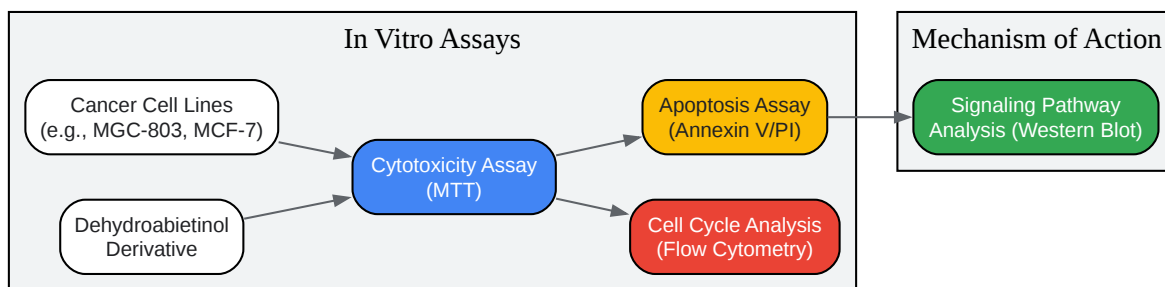 In Vitro Assays
Cancer Cell Lines
(e.g., MGC-803, MCF-7)
Dehydroabietinol
Derivative
Cytotoxicity Assay
(MTT)
Apoptosis Assay
(Annexin V/PI)
Cell Cycle Analysis
(Flow Cytometry)
Mechanism of Action
Signaling Pathway
Analysis (Western Blot)